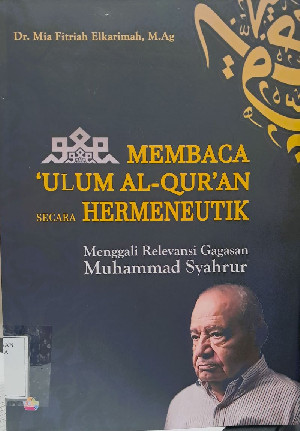 Dr. Mia Fitriah Elkarimah, M.Ag
MEMBACA
'ULUM AL-QUR'AN
SECARA HERMENEUTIK
Menggali Relevansi Gagasan
Muhammad Syahrur